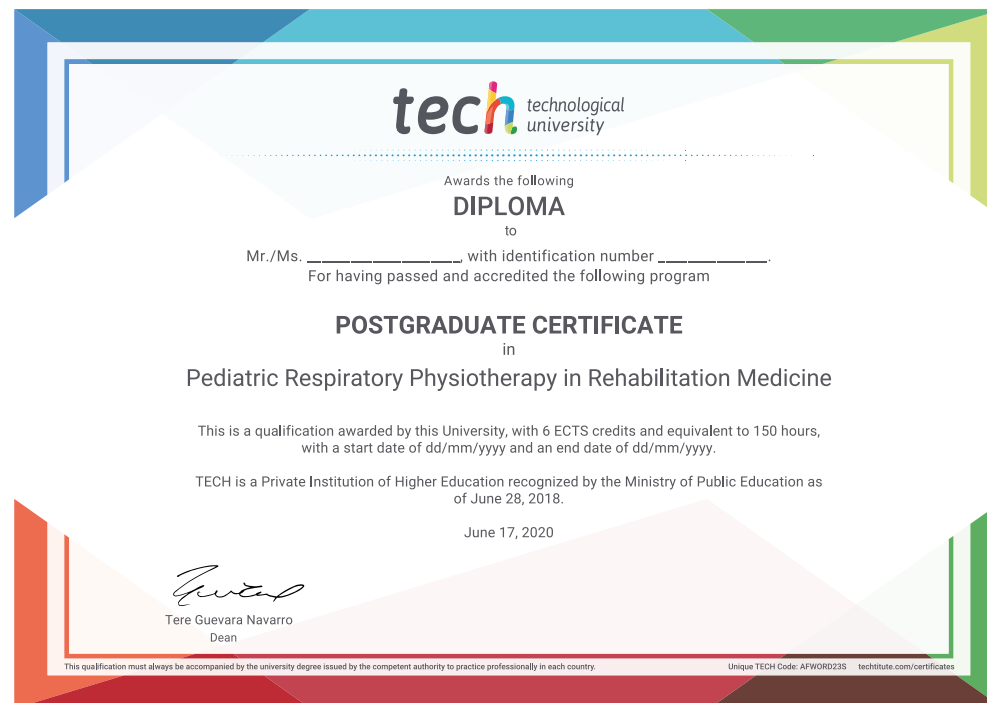 tech technological
university
Awards the following
DIPLOMA
to
Mr./Ms. ____________________, with identification number ______________.
For having passed and accredited the following program
POSTGRADUATE CERTIFICATE
in
Pediatric Respiratory Physiotherapy in Rehabilitation Medicine
This is a qualification awarded by this University, with 6 ECTS credits and equivalent to 150 hours,
with a start date of dd/mm/yyyy and an end date of dd/mm/yyyy.
TECH is a Private Institution of Higher Education recognized by the Ministry of Public Education as
of June 28, 2018.
June 17, 2020
Tere Guevara Navarro
Dean
This qualification must always be accompanied by the university degree issued by the competent authority to practice professionally in each country. Unique TECH Code: AFWORD23S techtitute.com/certificates